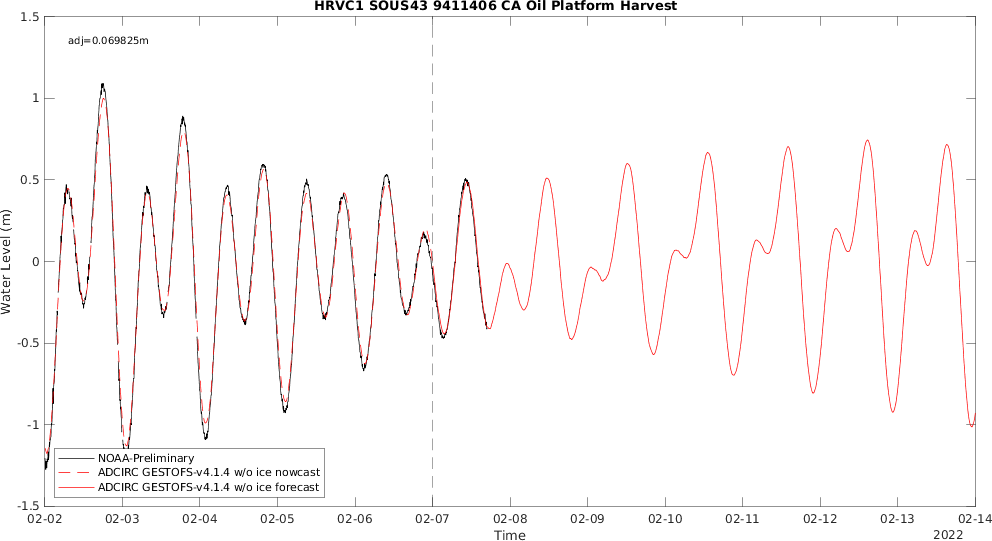 HRVC1 SOUS43 9411406 CA Oil Platform Harvest
adj=0.069825m
1.5
1
0.5
0
-0.5
-1
-1.5
Water Level (m)
NOAA-Preliminary
ADCIRC GESTOFS-v4.1.4 w/o ice nowcast
ADCIRC GESTOFS-v4.1.4 w/o ice forecast
02-02 02-03 02-04 02-05 02-06 02-07 02-08 02-09 02-10 02-11 02-12 02-13 02-14
Time
2022